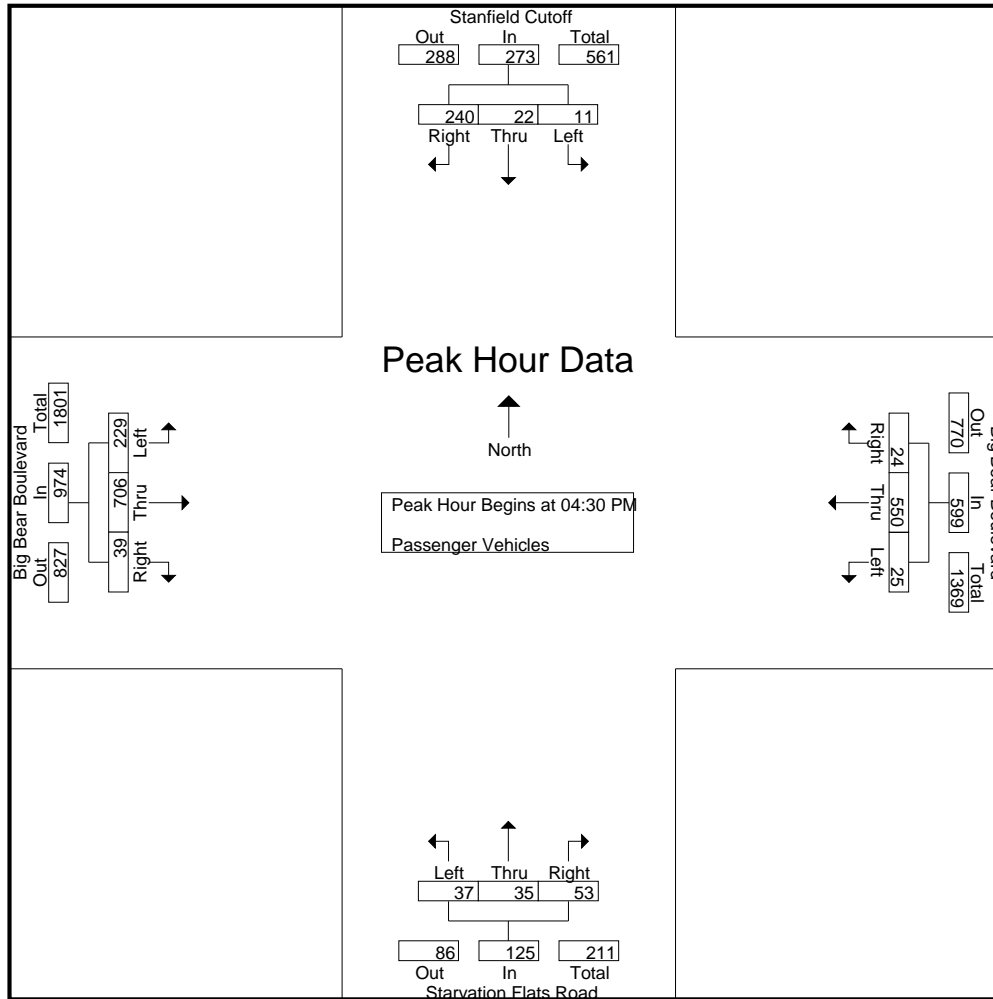 Stanfield Cutoff
Out In Total
288 273 561
240 22 11
Right Thru Left
Peak Hour Data
North
Peak Hour Begins at 04:30 PM
Passenger Vehicles
Big Bear Boulevard
Out In Total
827 974 1801
229 706 39
Left Thru Right
Out In Total
770 599 1369
24 550 25
Right Thru Left
Left Thru Right
37 35 53
86 125 211
Out In Total
Starvation Flats Road